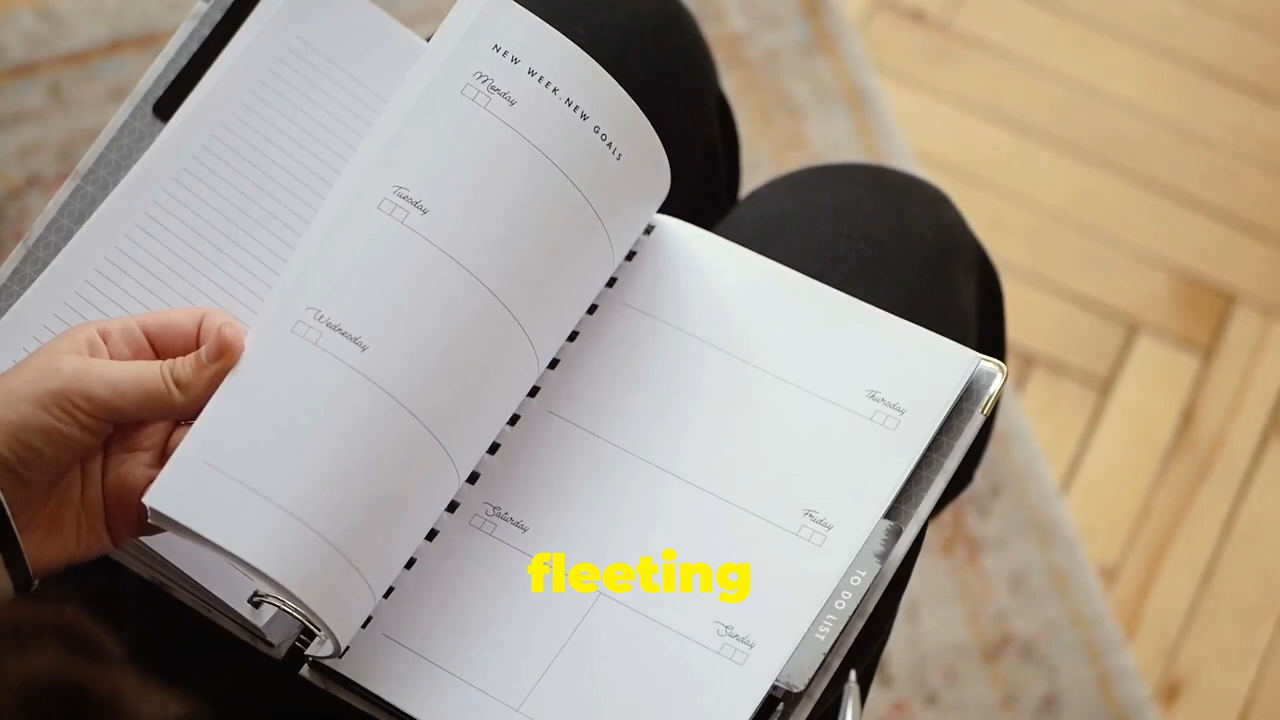 NEW WEEK. NEW GOALS
Monday
Tuesday
Wednesday
Thursday
Friday
Saturday
Sunday
TO DO LIST
fleeting